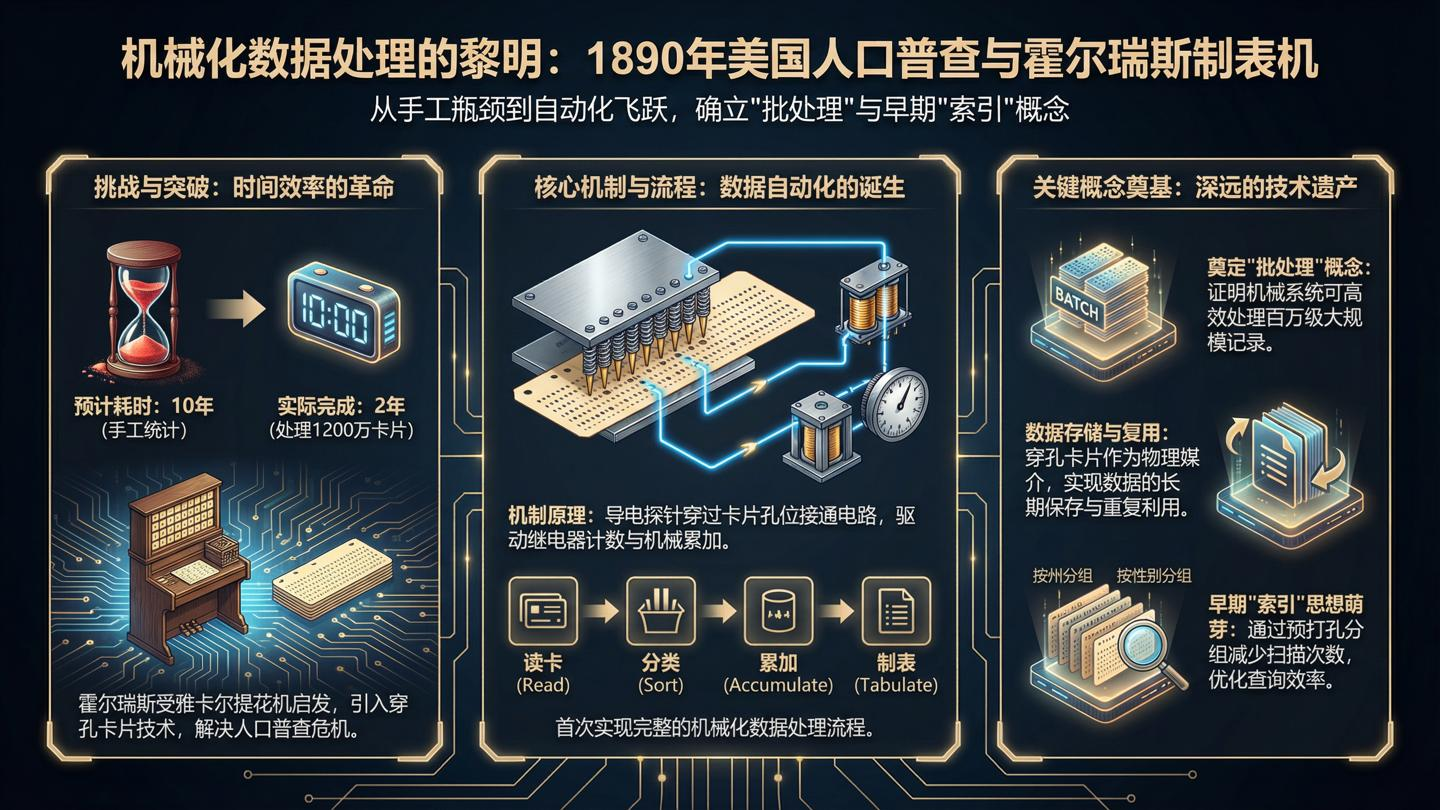 机械化数据处理的黎明：1890年美国人口普查与霍尔瑞斯制表机
从手工瓶颈到自动化飞跃，确立"批处理"与早期"索引"概念
挑战与突破：时间效率的革命
10:00
预计耗时：10年
(手工统计)
实际完成：2年
(处理1200万卡片)
霍尔瑞斯受雅卡尔提花机启发，引入穿
孔卡片技术，解决人口普查危机。
核心机制与流程：数据自动化的诞生
机制原理：导电探针穿过卡片孔位接通电路，驱
动继电器计数与机械累加。
读卡
(Read)
分类
(Sort)
累加
(Accumulate)
制表
(Tabulate)
首次实现完整的机械化数据处理流程。
关键概念奠基：深远的技术遗产
BATCH
奠定"批处理"概念：
证明机械系统可高
效处理百万级大规
模记录。
数据存储与复用：
穿孔卡片作为物理媒
介，实现数据的长
期保存与重复利用。
按州分组
按性别分组
早期"索引"思想萌
芽：通过预打孔分
组减少扫描次数，
优化查询效率。